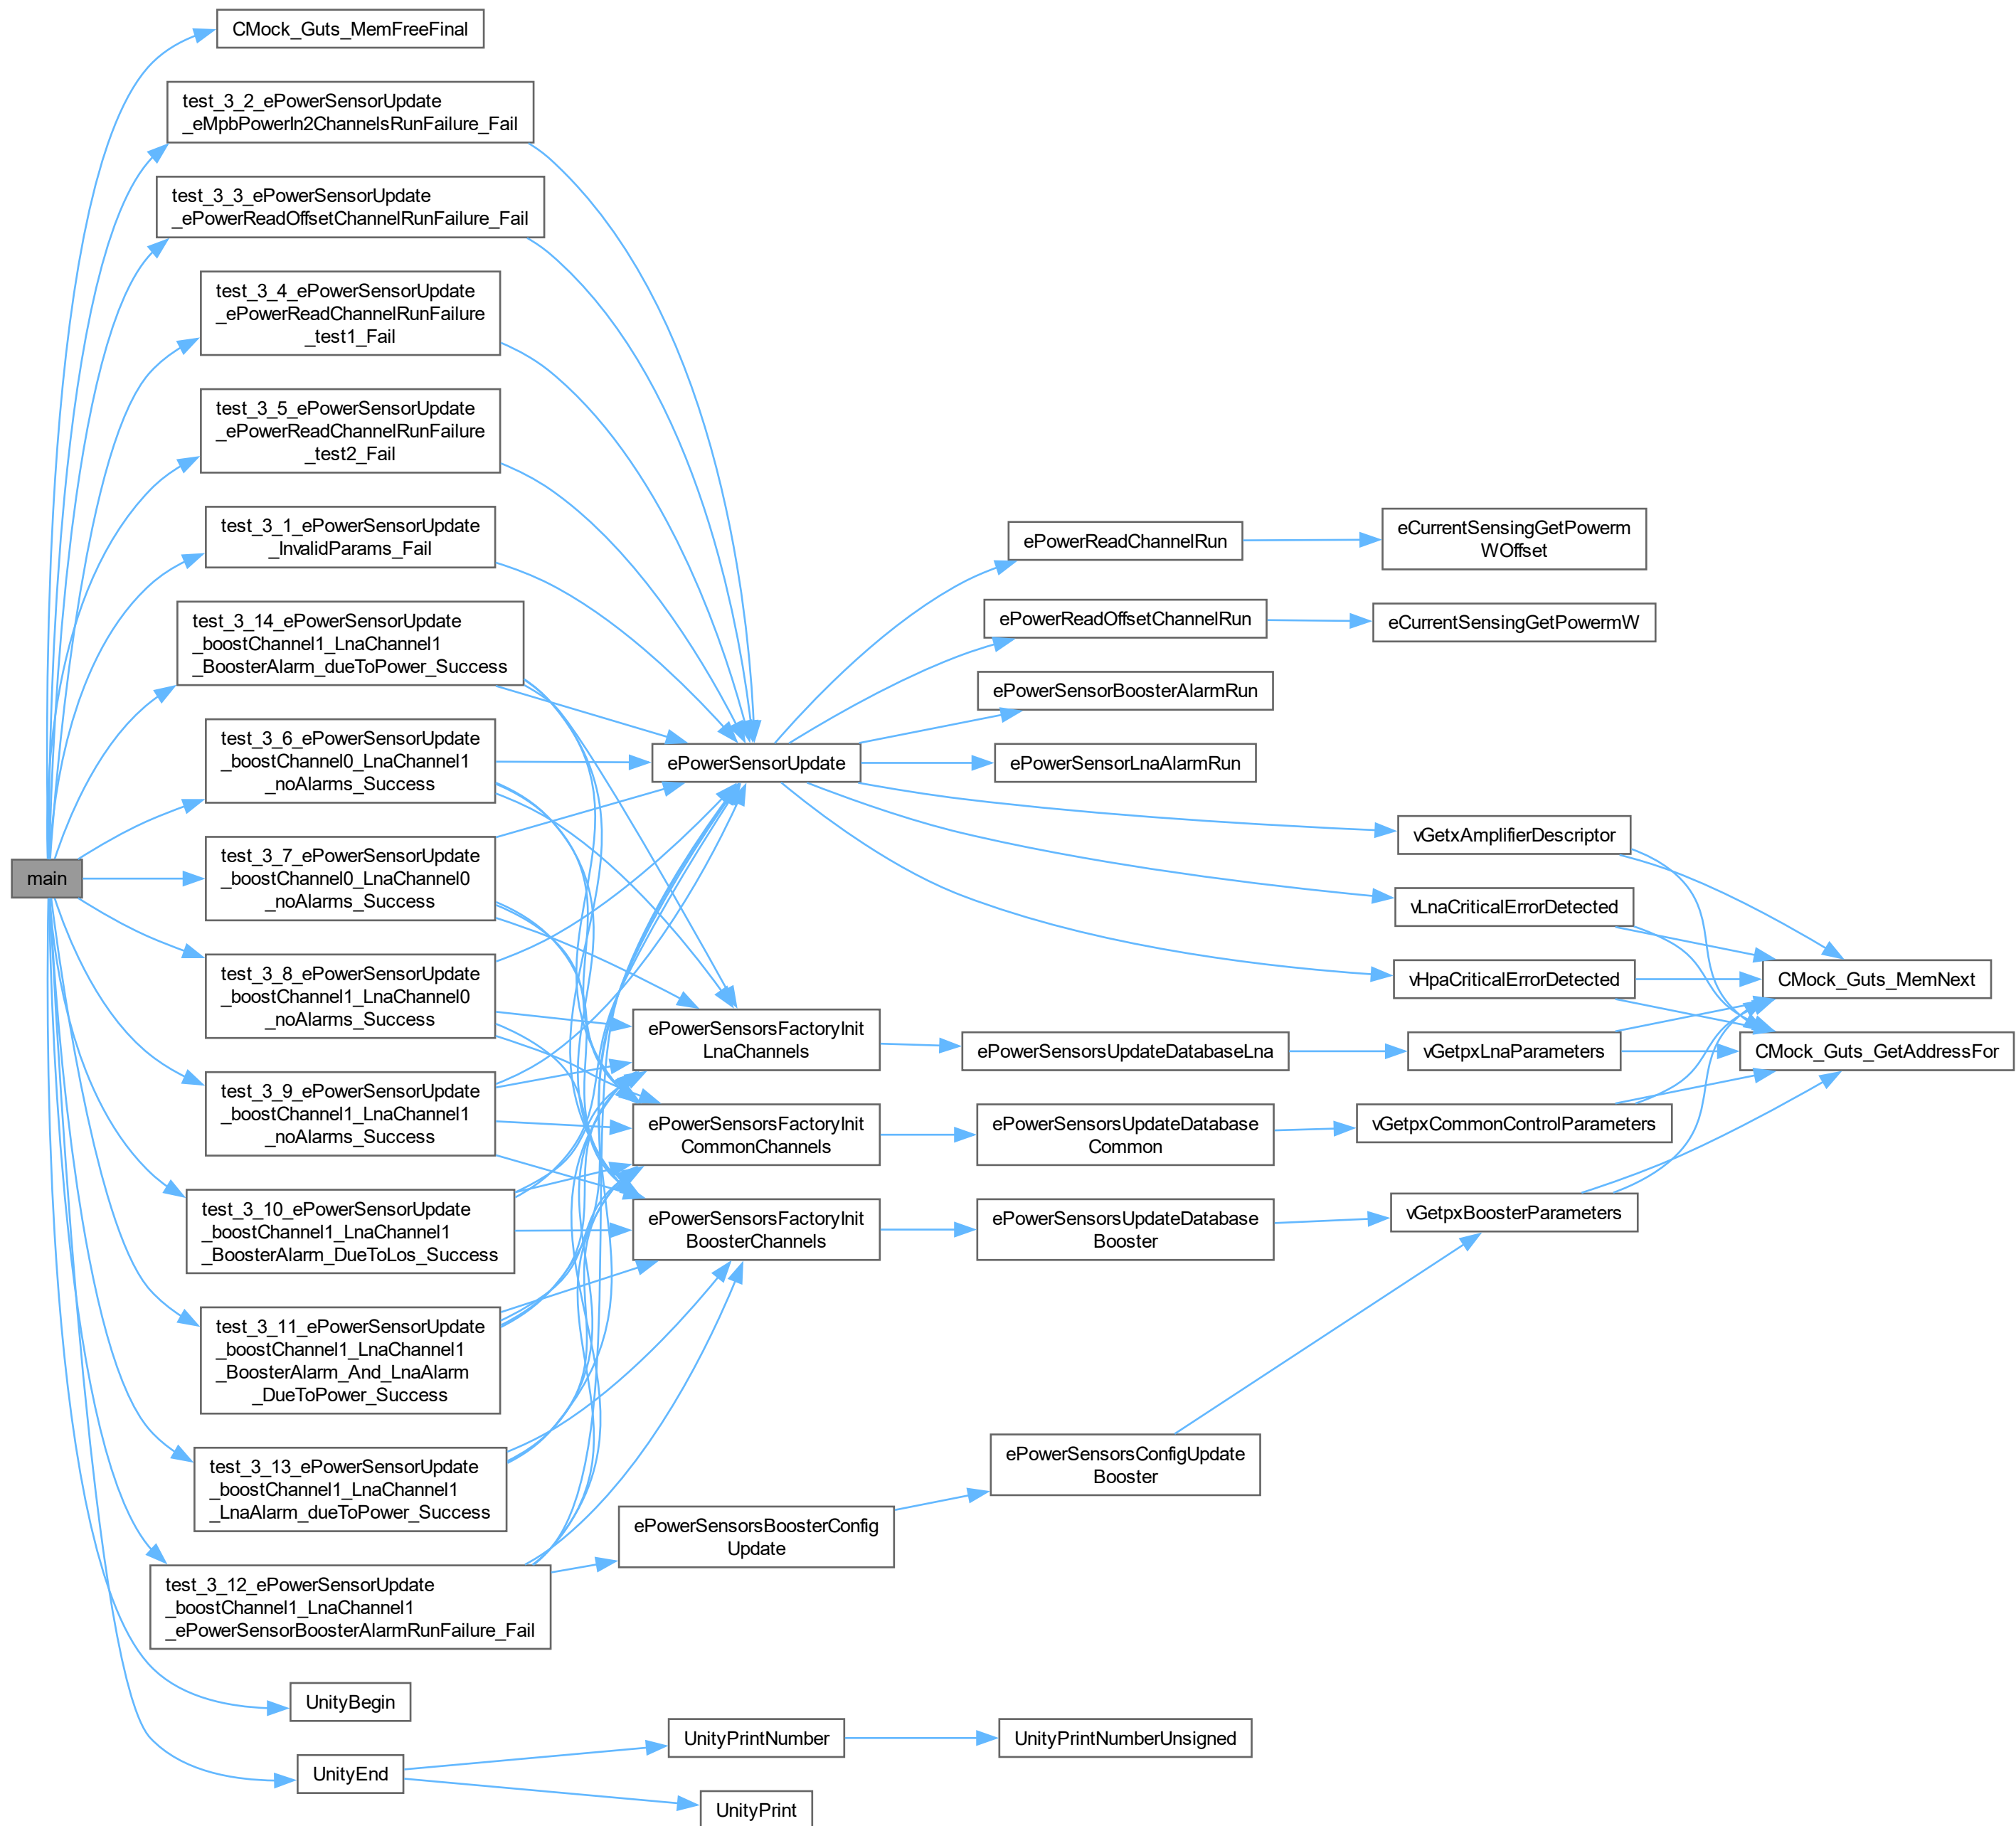 CMock_Guts_MemFreeFinal
test_3_2_ePowerSensorUpdate
_eMpbPowerIn2ChannelsRunFailure_Fail
test_3_3_ePowerSensorUpdate
_ePowerReadOffsetChannelRunFailure_Fail
test_3_4_ePowerSensorUpdate
_ePowerReadChannelRunFailure
_test1_Fail
test_3_5_ePowerSensorUpdate
_ePowerReadChannelRunFailure
_test2_Fail
test_3_1_ePowerSensorUpdate
_InvalidParams_Fail
test_3_14_ePowerSensorUpdate
_boostChannel1_LnaChannel1
_BoosterAlarm_dueToPower_Success
test_3_6_ePowerSensorUpdate
_boostChannel0_LnaChannel1
_noAlarms_Success
main
test_3_7_ePowerSensorUpdate
_boostChannel0_LnaChannel0
_noAlarms_Success
test_3_8_ePowerSensorUpdate
_boostChannel1_LnaChannel0
_noAlarms_Success
test_3_9_ePowerSensorUpdate
_boostChannel1_LnaChannel1
_noAlarms_Success
test_3_10_ePowerSensorUpdate
_boostChannel1_LnaChannel1
_BoosterAlarm_DueToLos_Success
test_3_11_ePowerSensorUpdate
_boostChannel1_LnaChannel1
_BoosterAlarm_And_LnaAlarm
_DueToPower_Success
test_3_13_ePowerSensorUpdate
_boostChannel1_LnaChannel1
_LnaAlarm_dueToPower_Success
test_3_12_ePowerSensorUpdate
_boostChannel1_LnaChannel1
_ePowerSensorBoosterAlarmRunFailure_Fail
UnityBegin
UnityEnd
ePowerSensorUpdate
ePowerSensorsFactoryInit
LnaChannels
ePowerSensorsFactoryInit
CommonChannels
ePowerSensorsFactoryInit
BoosterChannels
ePowerSensorsBoosterConfig
Update
UnityPrintNumber
UnityPrint
ePowerReadChannelRun
ePowerReadOffsetChannelRun
ePowerSensorBoosterAlarmRun
ePowerSensorLnaAlarmRun
ePowerSensorsUpdateDatabaseLna
ePowerSensorsUpdateDatabase
Common
ePowerSensorsUpdateDatabase
Booster
ePowerSensorsConfigUpdate
Booster
UnityPrintNumberUnsigned
eCurrentSensingGetPowerm
WOffset
eCurrentSensingGetPowermW
vGetxAmplifierDescriptor
vLnaCriticalErrorDetected
vHpaCriticalErrorDetected
vGetpxLnaParameters
vGetpxCommonControlParameters
vGetpxBoosterParameters
CMock_Guts_MemNext
CMock_Guts_GetAddressFor